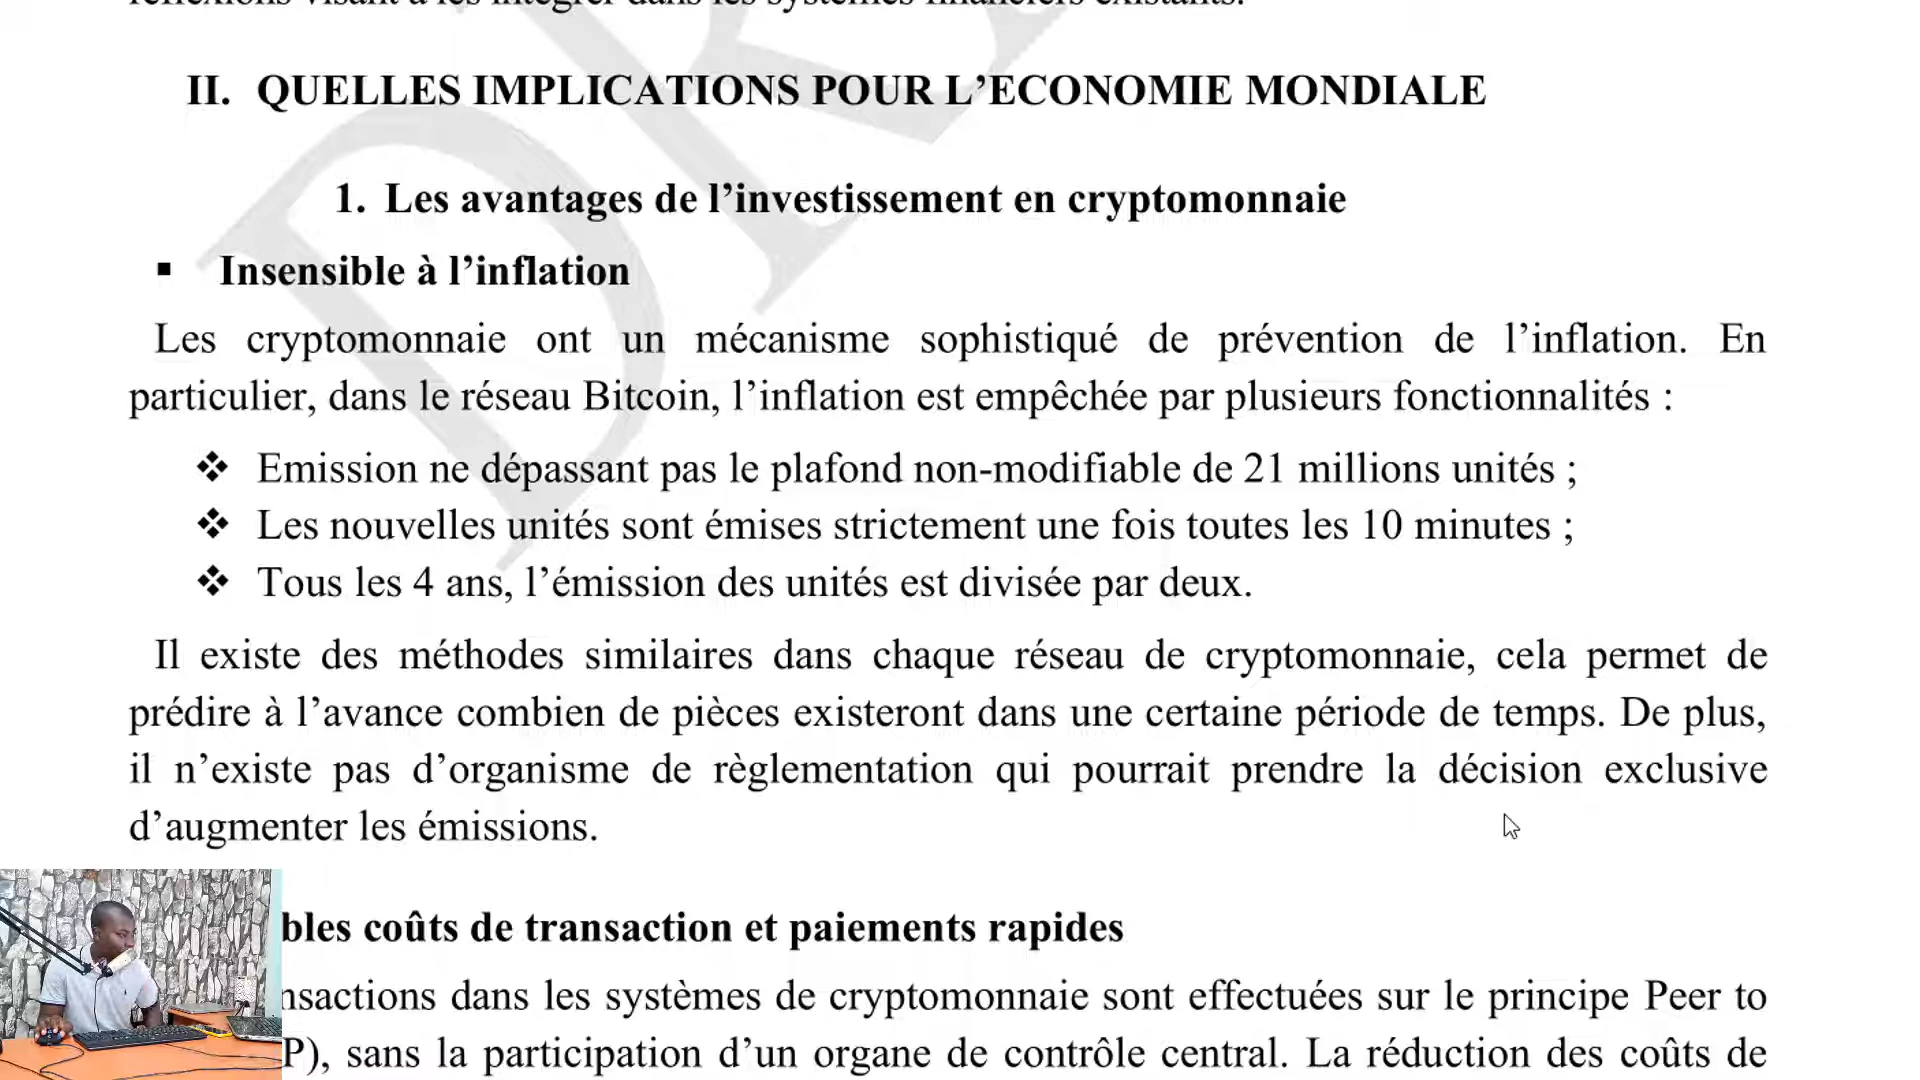 II. QUELLES IMPLICATIONS POUR L’ECONOMIE MONDIALE
1. Les avantages de l’investissement en cryptomonnaie
▪ Insensible à l’inflation
Les cryptomonnaie ont un mécanisme sophistiqué de prévention de l’inflation. En
particulier, dans le réseau Bitcoin, l’inflation est empêchée par plusieurs fonctionnalités :
❖ Emission ne dépassant pas le plafond non-modifiable de 21 millions unités ;
❖ Les nouvelles unités sont émises strictement une fois toutes les 10 minutes ;
❖ Tous les 4 ans, l’émission des unités est divisée par deux.
Il existe des méthodes similaires dans chaque réseau de cryptomonnaie, cela permet de
prédire à l’avance combien de pièces existeront dans une certaine période de temps. De plus,
il n’existe pas d’organisme de règlementation qui pourrait prendre la décision exclusive
d’augmenter les émissions.
bles coûts de transaction et paiements rapides
nsactions dans les systèmes de cryptomonnaie sont effectuées sur le principe Peer to
P), sans la participation d’un organe de contrôle central. La réduction des coûts de